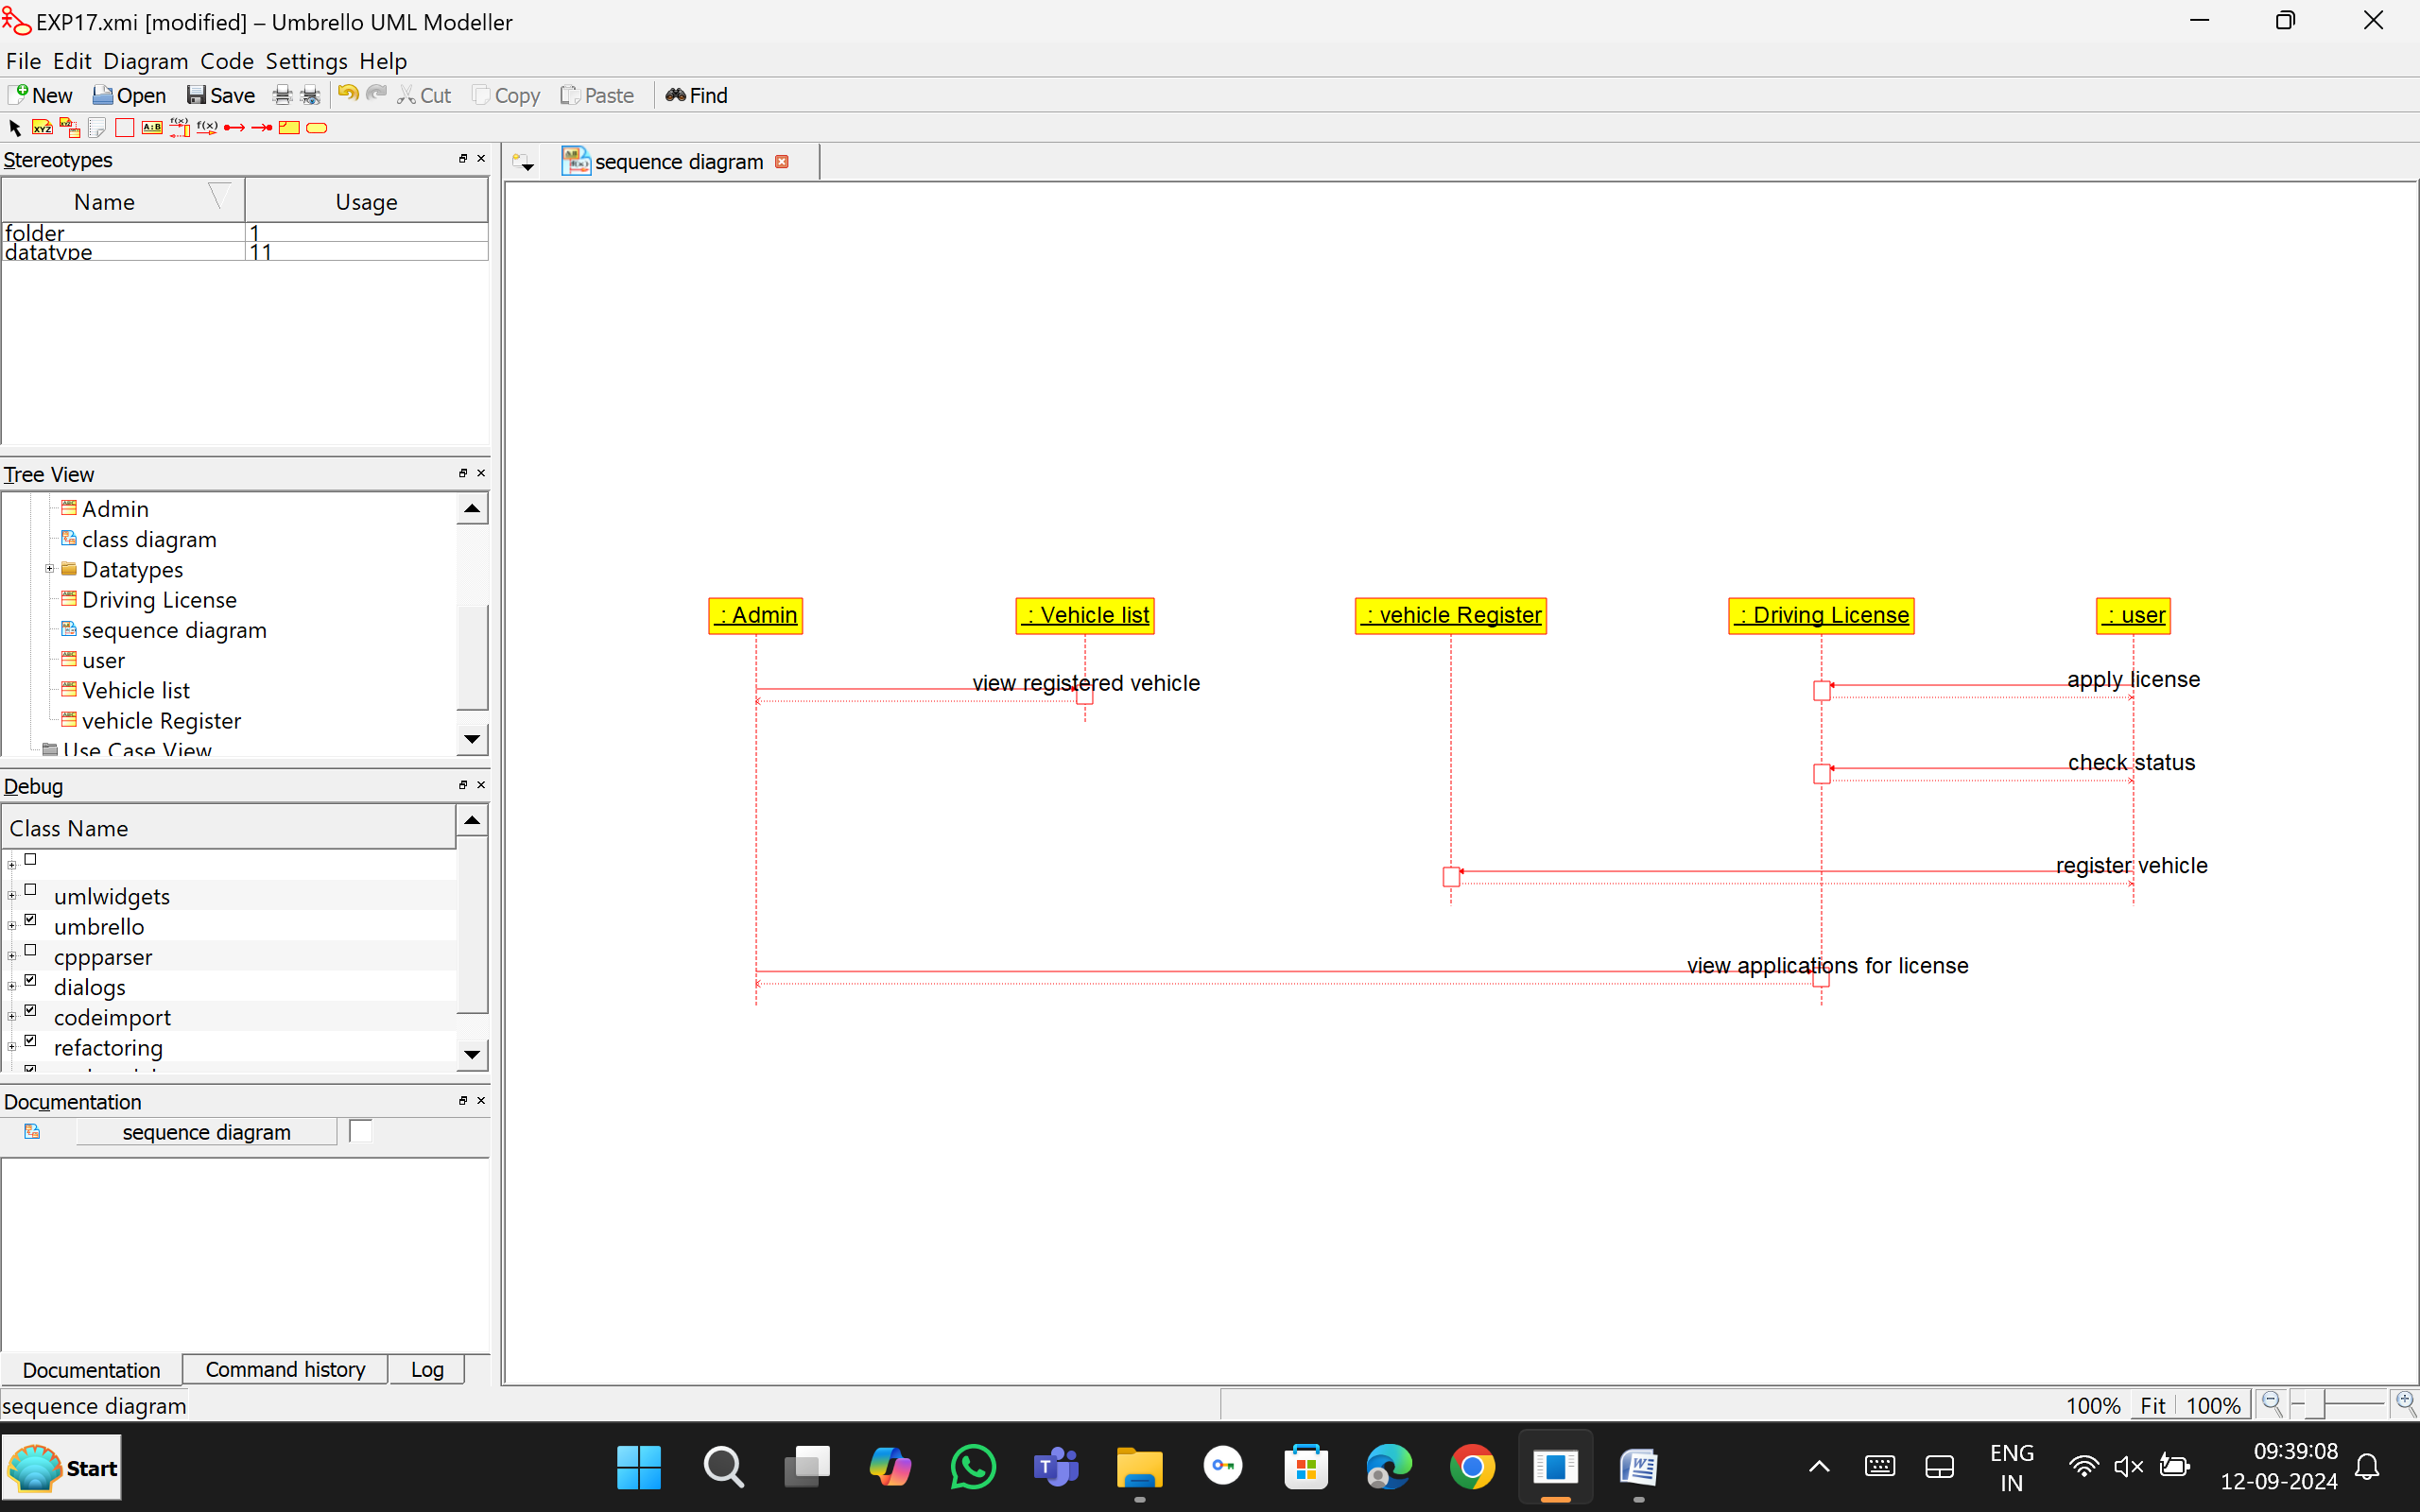 EXP17.xmi [modified] – Umbrello UML Modeller
File Edit Diagram Code Settings Help
New Open Save Cut Copy Paste Find
XYZ XYZ A:B f(x) f(x)
Stereotypes
Name Usage
folder 1
datatype 11
Tree View
Admin
class diagram
Datatypes
Driving License
sequence diagram
user
Vehicle list
vehicle Register
Use Case View
Debug
Class Name
umlwidgets
umbrello
cppparser
dialogs
codeimport
refactoring
Documentation
sequence diagram
Documentation Command history Log
sequence diagram
sequence diagram
: Admin : Vehicle list : vehicle Register : Driving License : user
view registered vehicle
apply license
check status
register vehicle
view applications for license
100% Fit 100%
Start
ENG
IN
09:39:08
12-09-2024